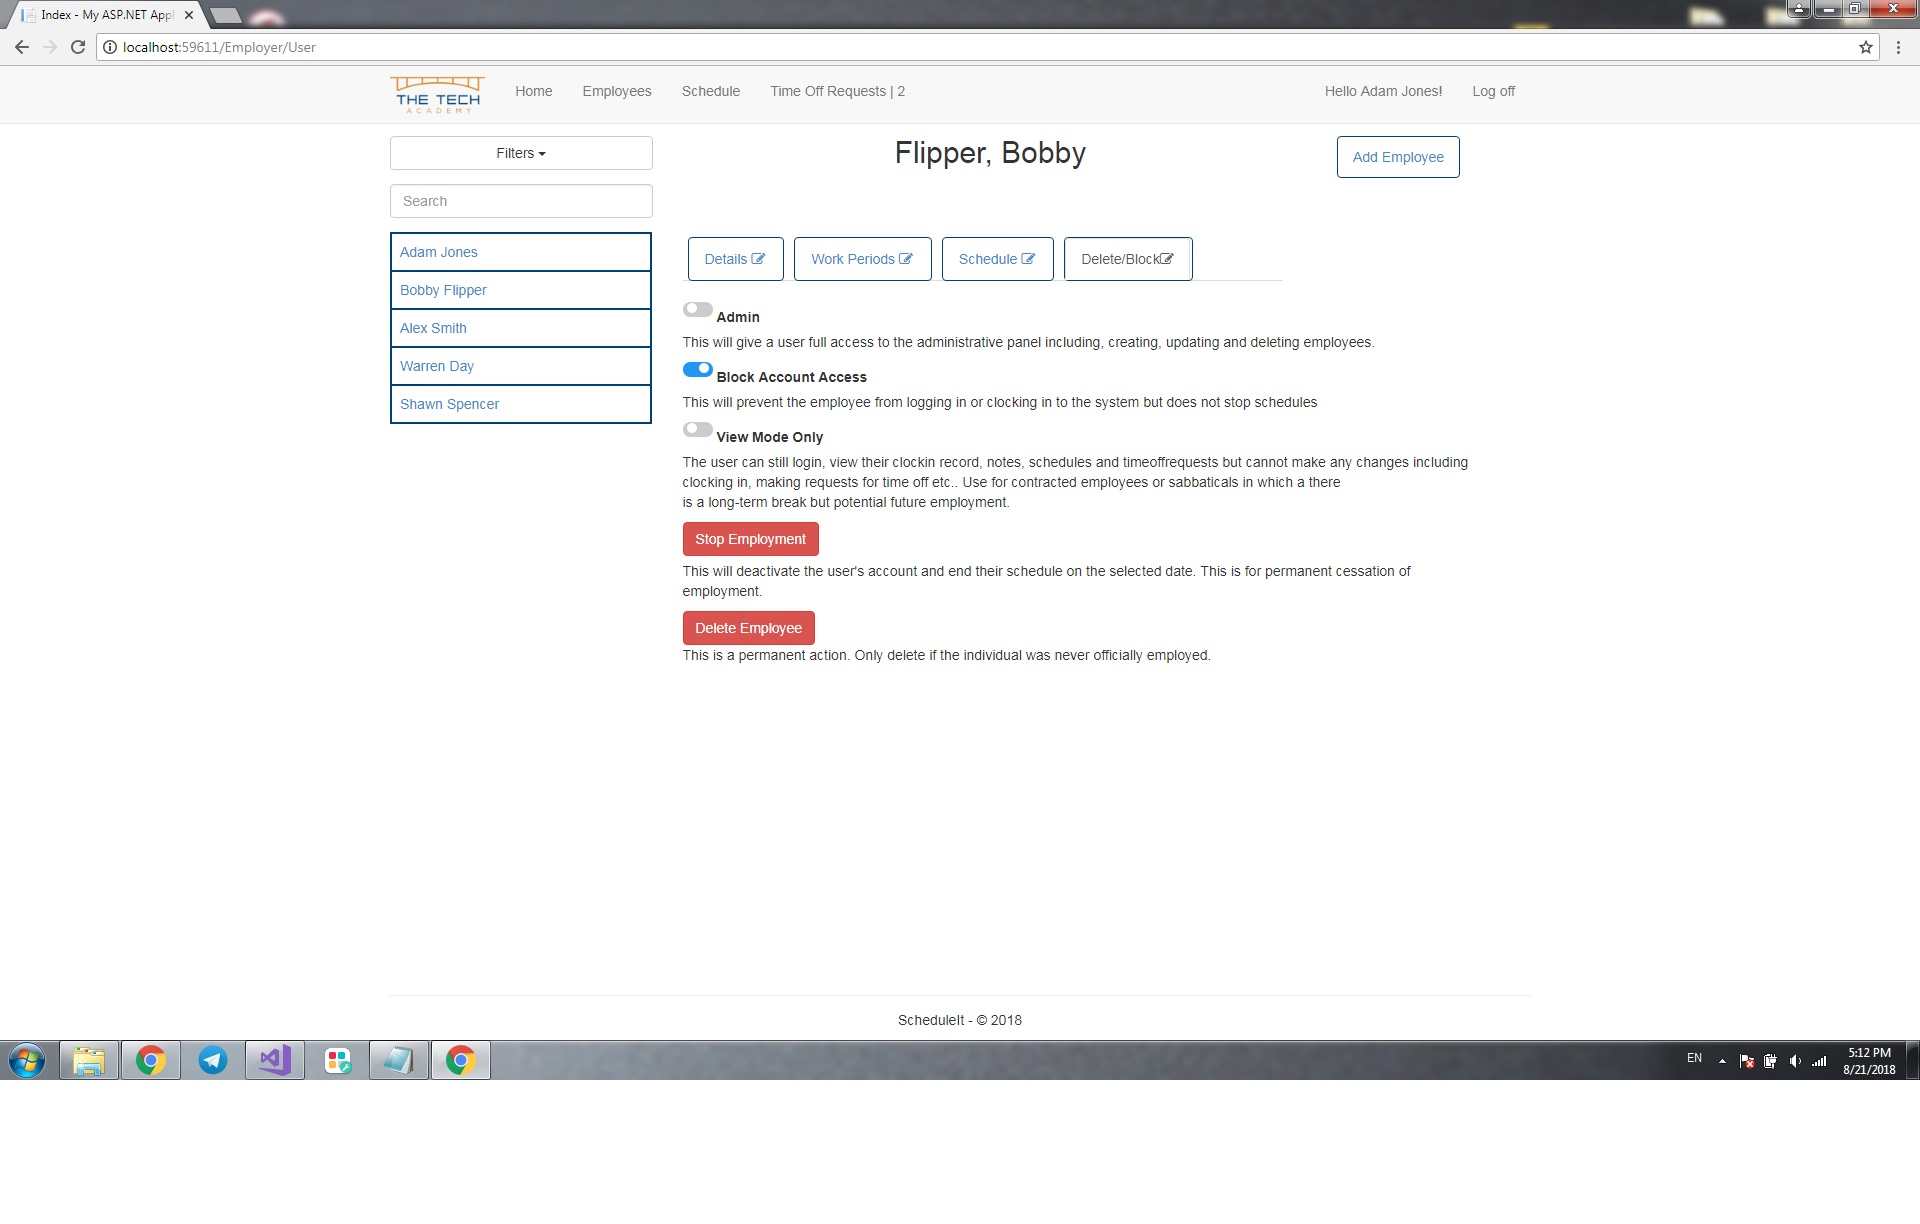 Index - My ASP.NET Appl
localhost:59611/Employer/User
THE TECH
ACADEMY
Home
Employees
Schedule
Time Off Requests | 2
Hello Adam Jones!
Log off
Filters
Flipper, Bobby
Add Employee
Search
Adam Jones
Bobby Flipper
Alex Smith
Warren Day
Shawn Spencer
Details
Work Periods
Schedule
Delete/Block
Admin
This will give a user full access to the administrative panel including, creating, updating and deleting employees.
Block Account Access
This will prevent the employee from logging in or clocking in to the system but does not stop schedules
View Mode Only
The user can still login, view their clockin record, notes, schedules and timeoffrequests but cannot make any changes including
clocking in, making requests for time off etc.. Use for contracted employees or sabbaticals in which a there
is a long-term break but potential future employment.
Stop Employment
This will deactivate the user's account and end their schedule on the selected date. This is for permanent cessation of
employment.
Delete Employee
This is a permanent action. Only delete if the individual was never officially employed.
ScheduleIt - © 2018
EN
5:12 PM
8/21/2018